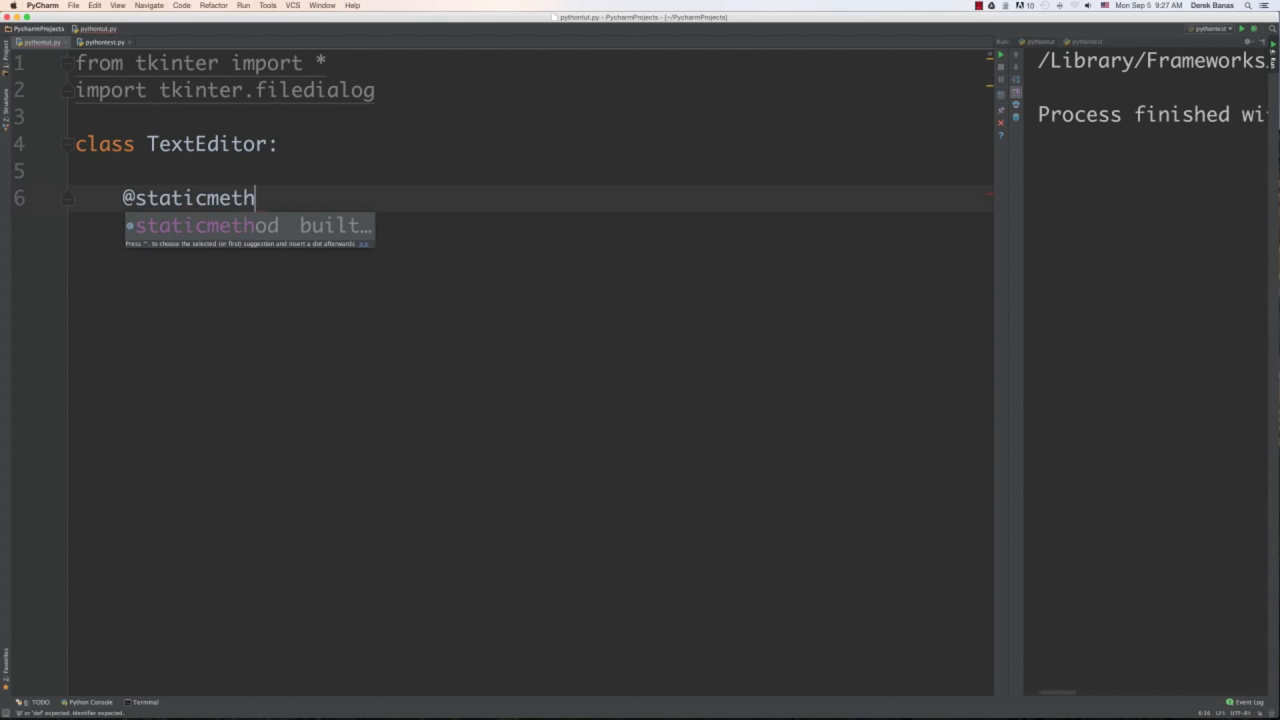 PyCharm File Edit View Navigate Code Refactor Run Tools VCS Window Help 10 Mon Sep 5 9:27 AM Derek Banas
pythontut.py - PycharmProjects - [~/PycharmProjects]
PycharmProjects pythontut.py pythontest
pythontut.py pythontest.py Run: pythontut pythontest
1 from tkinter import *
2 import tkinter.filedialog
3
4 class TextEditor:
5
6 @staticmeth
staticmethod built…
Press ^. to choose the selected (or first) suggestion and insert a dot afterwards >>
/Library/Frameworks
Process finished wi
1: Project
Z: Structure
2: Favorites
4: Run
6: TODO Python Console Terminal Event Log
'@' or 'def' expected. Identifier expected. 6:16 LF÷ UTF-8÷